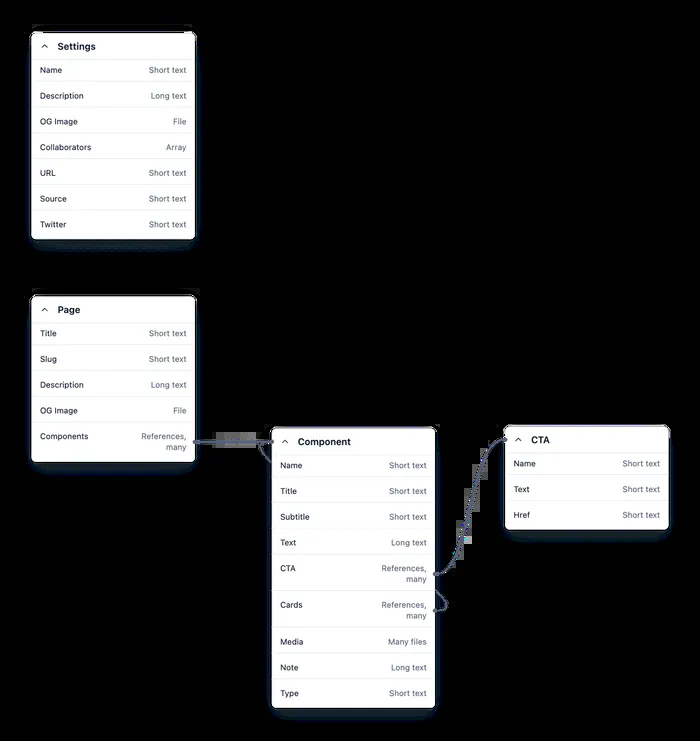 Settings
Name Short text
Description Long text
OG Image File
Collaborators Array
URL Short text
Source Short text
Twitter Short text
Page
Title Short text
Slug Short text
Description Long text
OG Image File
Components References,
many
Component
Name Short text
Title Short text
Subtitle Short text
Text Long text
CTA References,
many
Cards References,
many
Media Many files
Note Long text
Type Short text
CTA
Name Short text
Text Short text
Href Short text